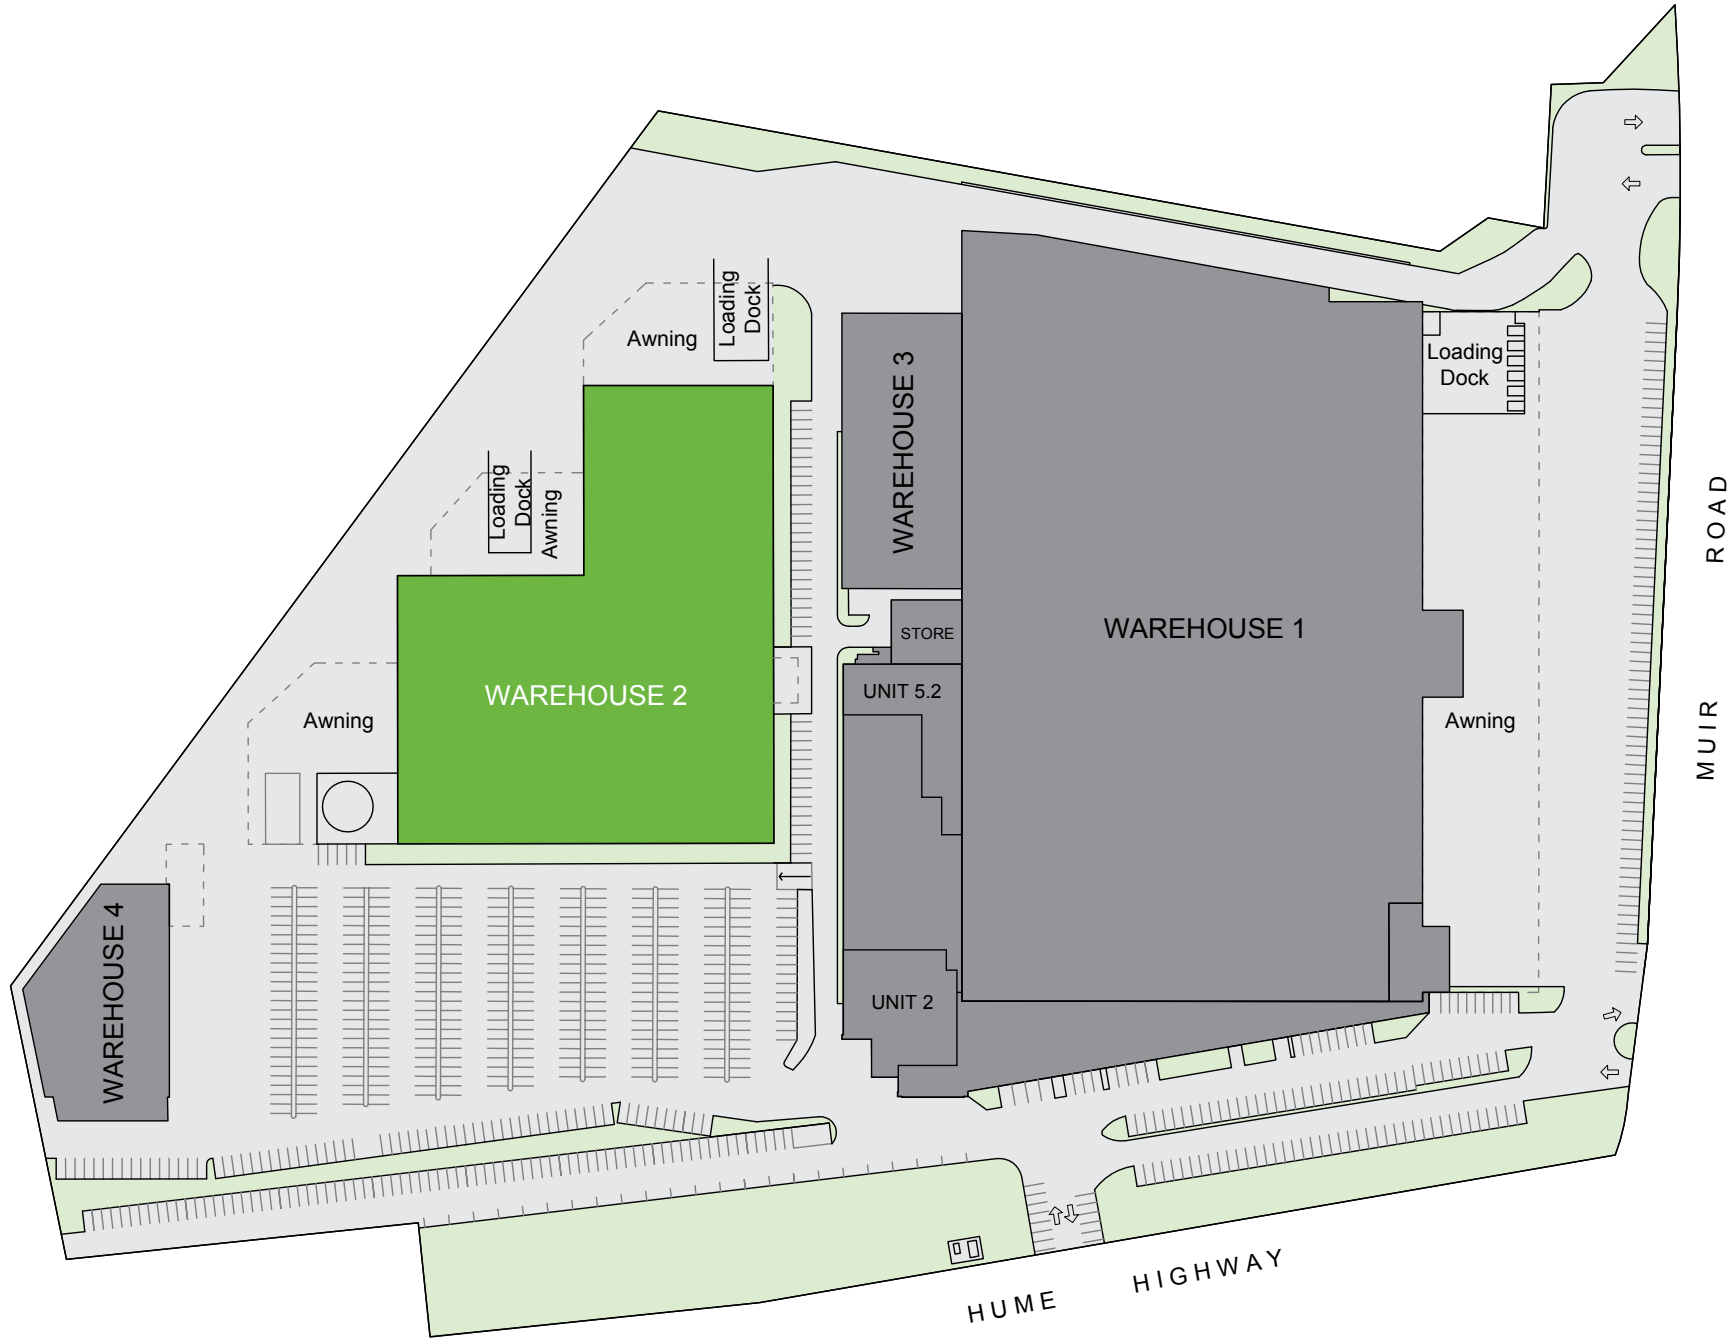 Loading
Dock
Awning
Loading
Dock
Awning
WAREHOUSE 3
Loading
Dock
STORE
WAREHOUSE 1
UNIT 5.2
WAREHOUSE 2
Awning
Awning
MUIR ROAD
WAREHOUSE 4
UNIT 2
HUME HIGHWAY